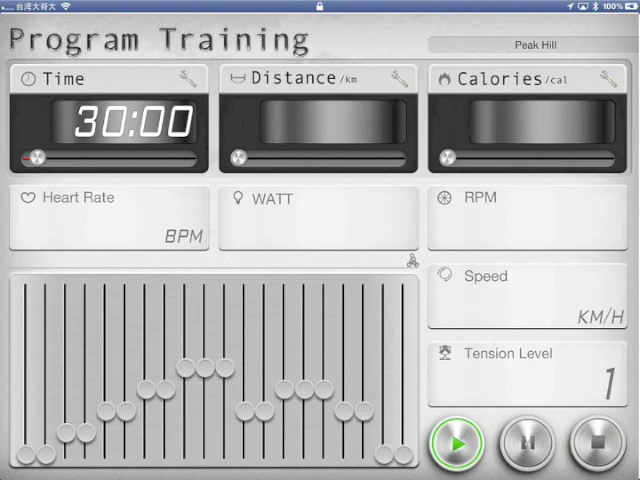 台湾大哥大
100%
Program Training
Peak Hill
Time
Distance/km
Calories/cal
30:00
Heart Rate
WATT
RPM
BPM
Speed
KM/H
Tension Level
1